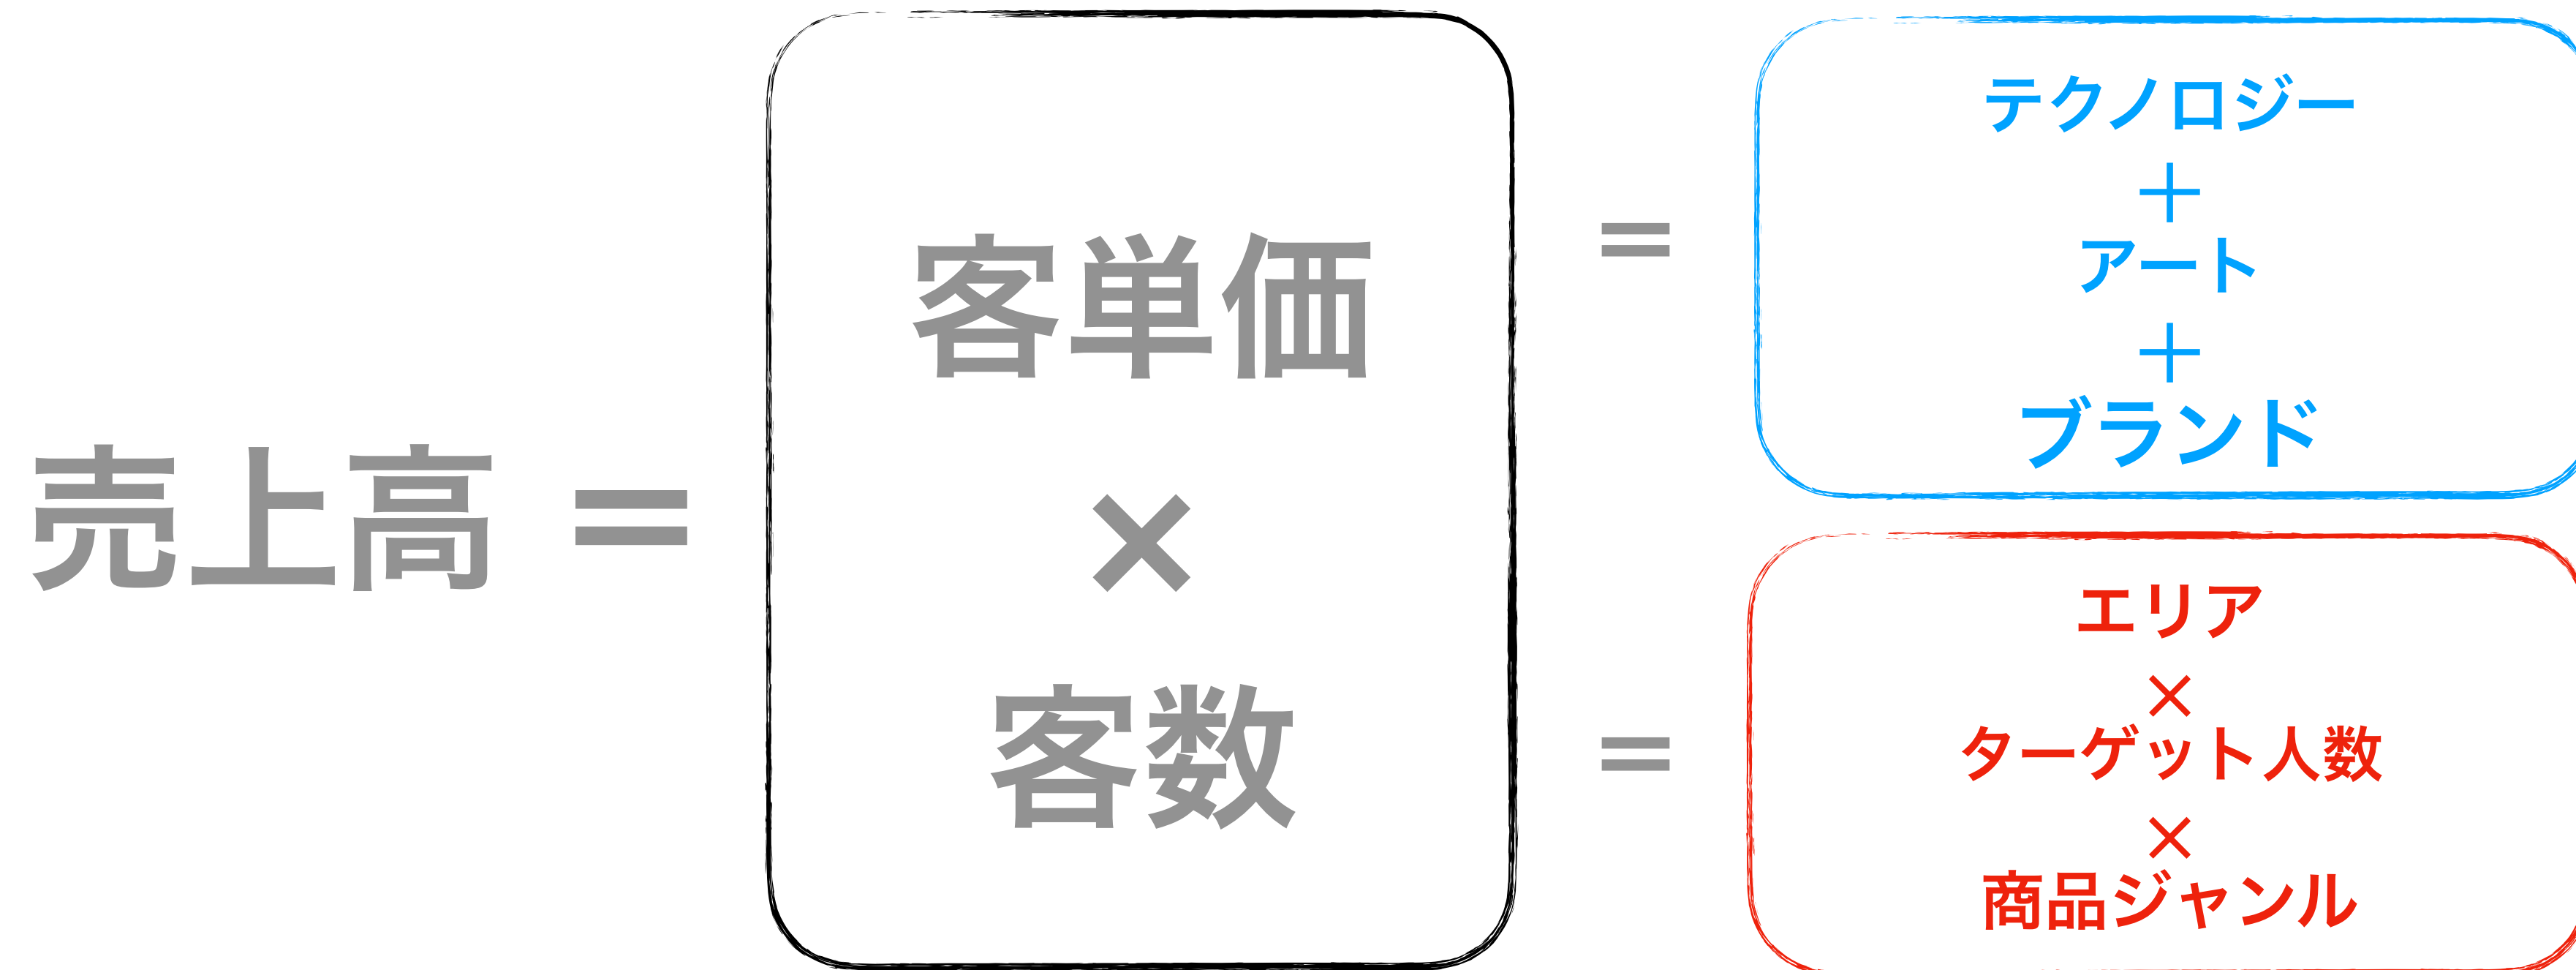 売上高
=
客単価
×
客数
=
テクノロジー
+
アート
+
ブランド
=
エリア
×
ターゲット人数
×
商品ジャンル